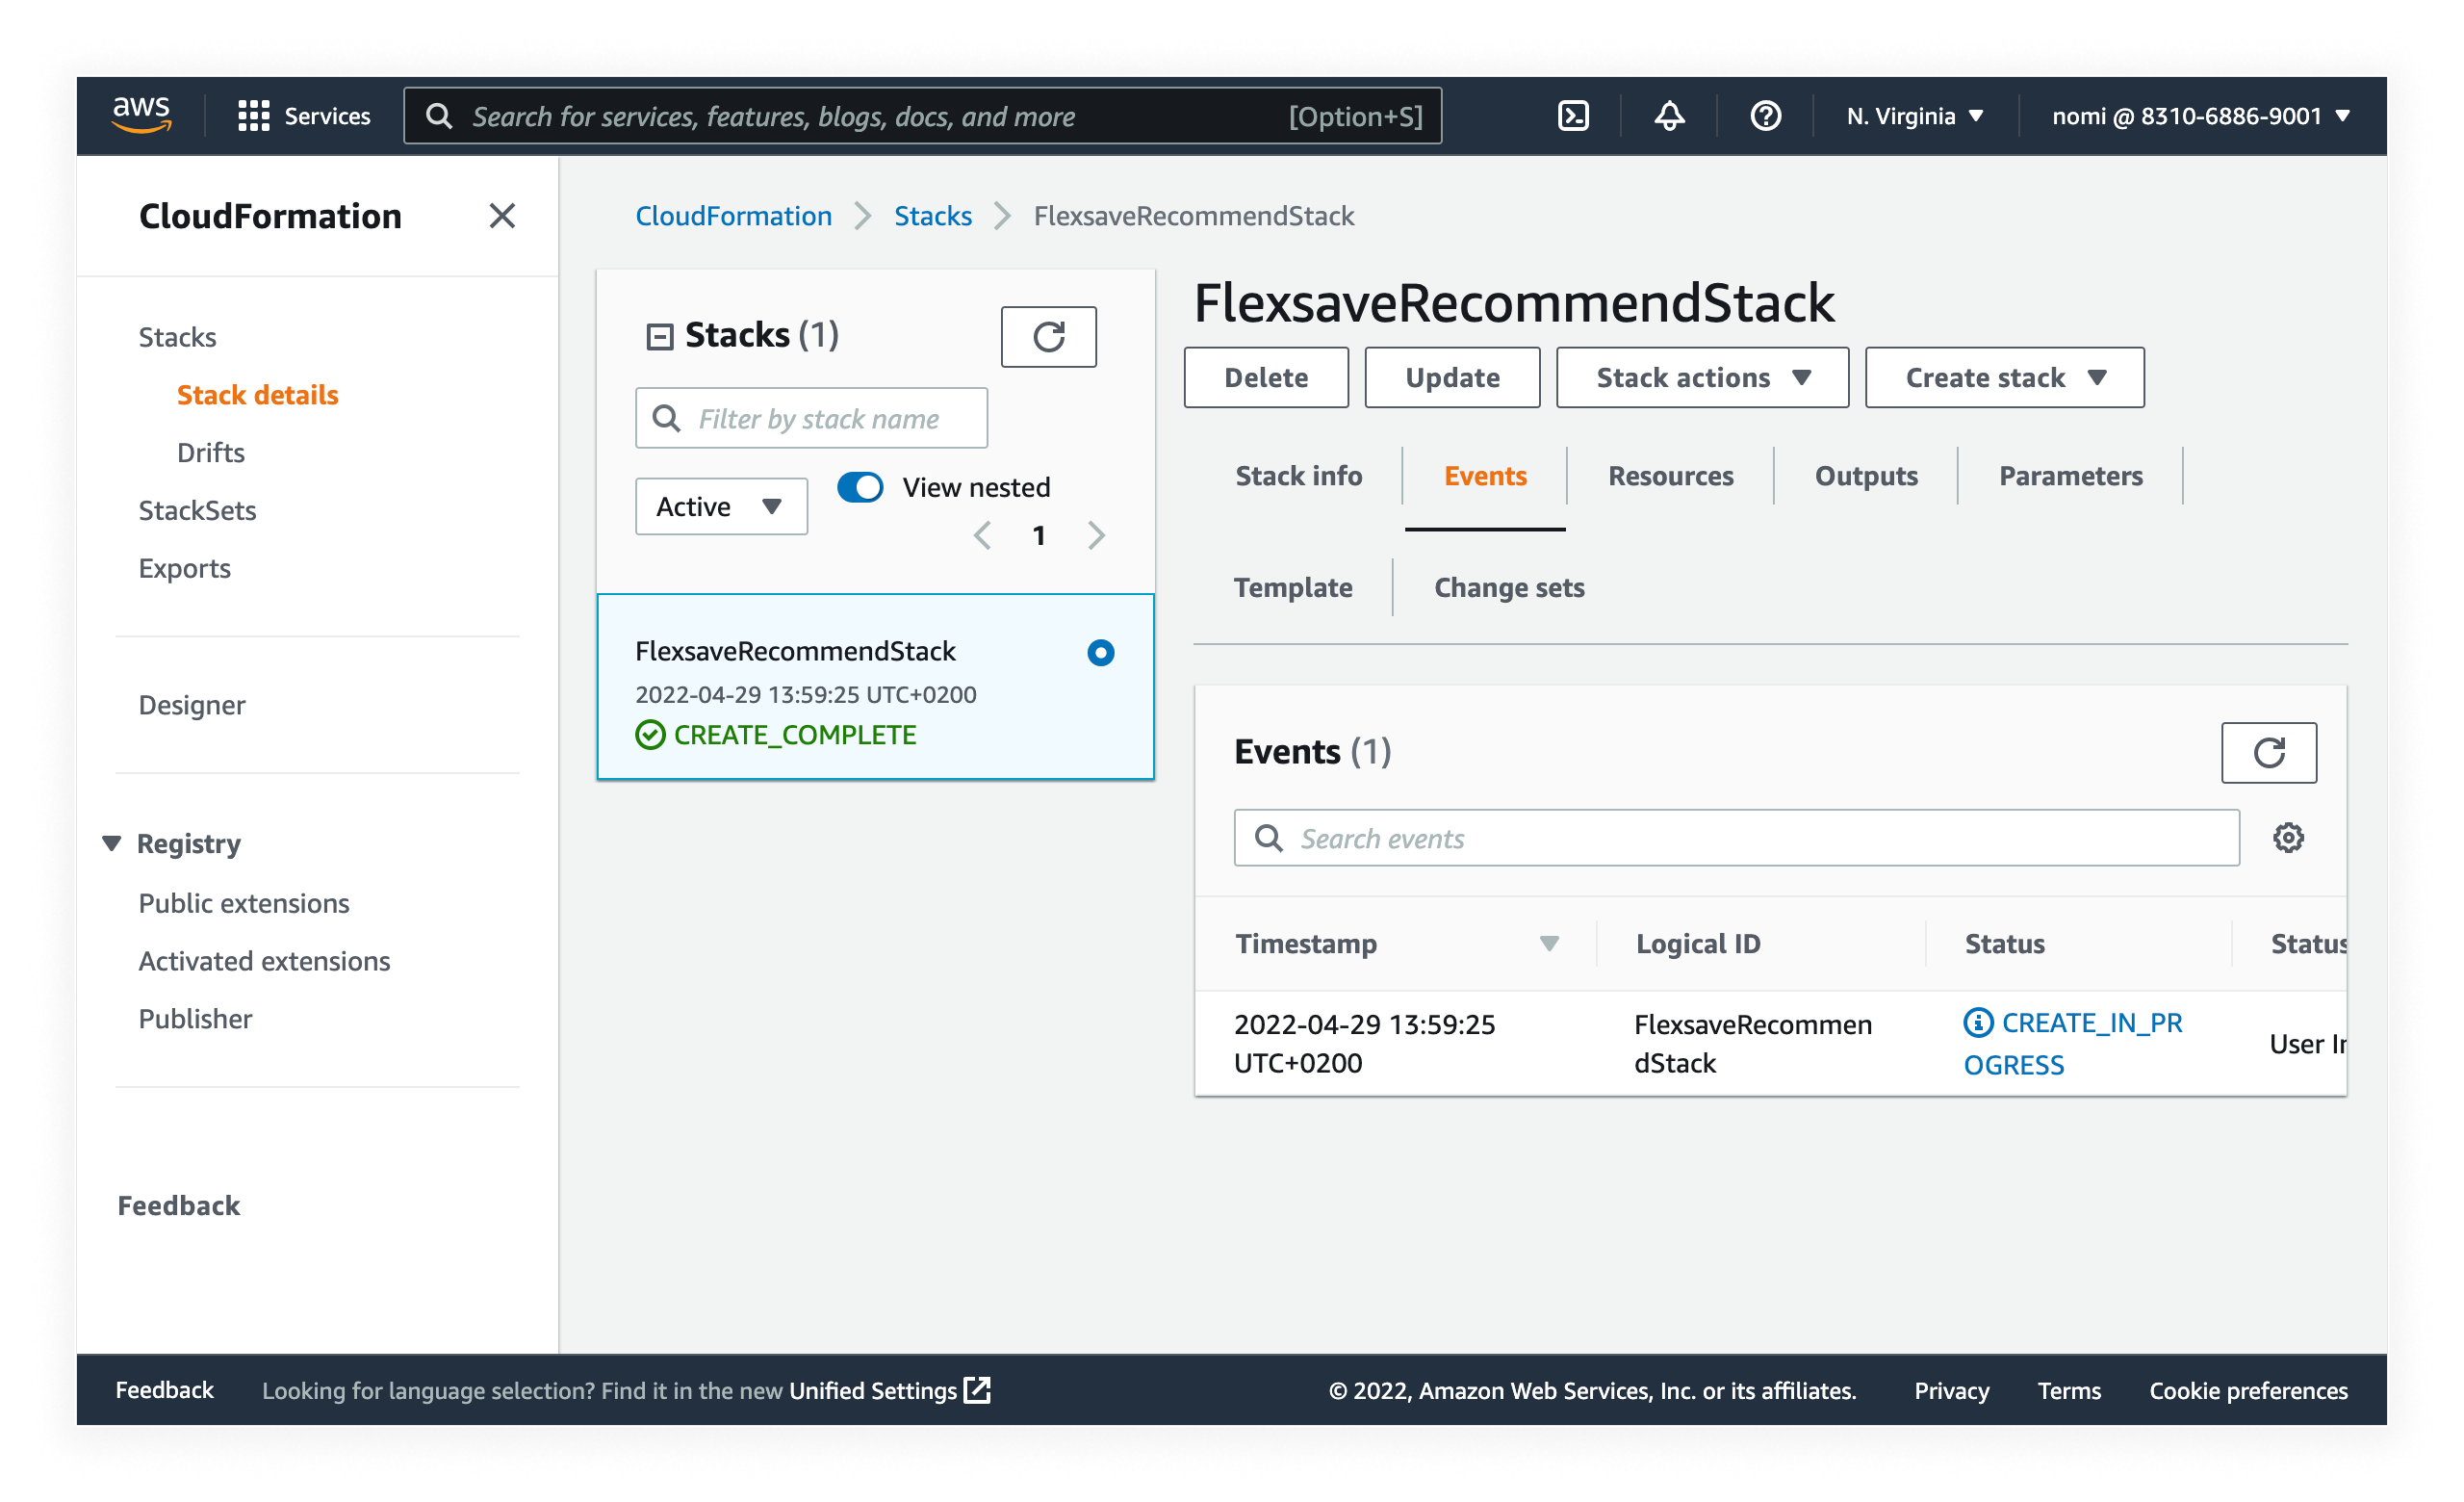 aws
Services
Search for services, features, blogs, docs, and more
[Option+S]
N. Virginia
nomi @ 8310-6886-9001
CloudFormation
Stacks
Stack details
Drifts
StackSets
Exports
Designer
Registry
Public extensions
Activated extensions
Publisher
Feedback
CloudFormation
Stacks
FlexsaveRecommendStack
Stacks (1)
Filter by stack name
Active
View nested
1
FlexsaveRecommendStack
2022-04-29 13:59:25 UTC+0200
CREATE_COMPLETE
FlexsaveRecommendStack
Delete
Update
Stack actions
Create stack
Stack info
Events
Resources
Outputs
Parameters
Template
Change sets
Events (1)
Search events
Timestamp
Logical ID
Status
Status
2022-04-29 13:59:25
UTC+0200
FlexsaveRecommen
dStack
CREATE_IN_PR
OGRESS
User
Feedback
Looking for language selection? Find it in the new Unified Settings
© 2022, Amazon Web Services, Inc. or its affiliates.
Privacy
Terms
Cookie preferences